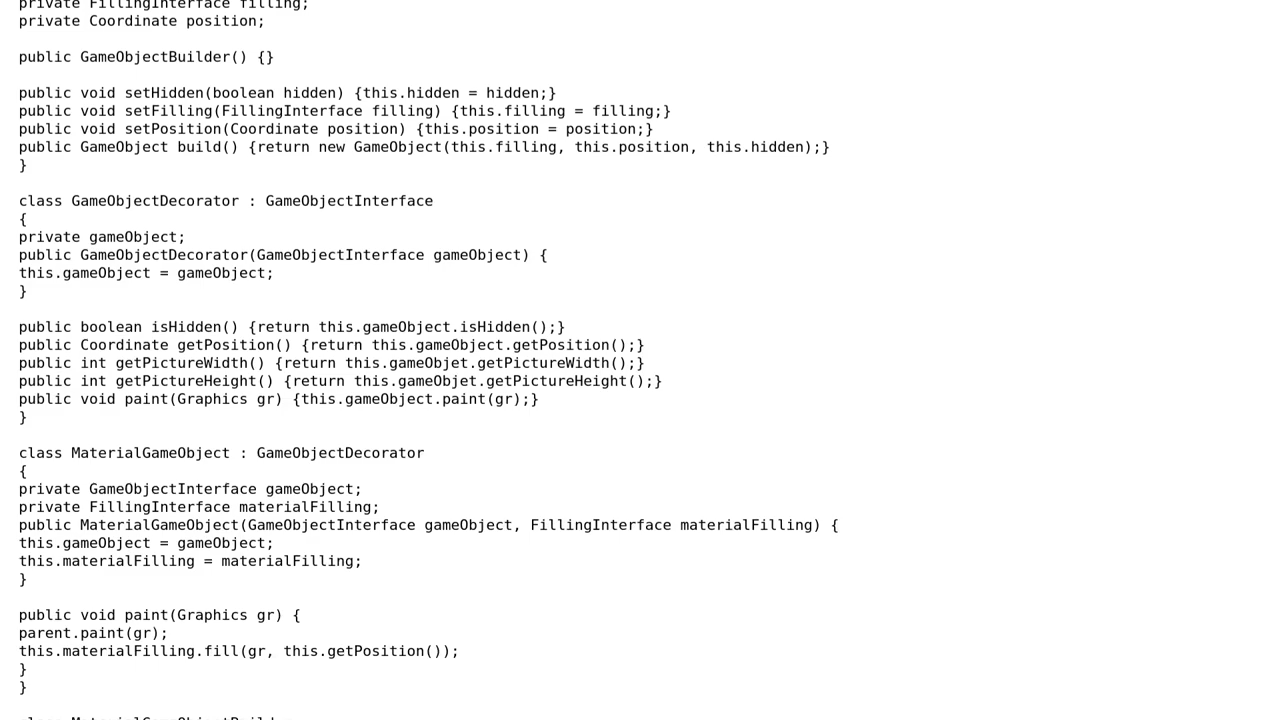 private FillingInterface filling;
private Coordinate position;
public GameObjectBuilder() {}
public void setHidden(boolean hidden) {this.hidden = hidden;}
public void setFilling(FillingInterface filling) {this.filling = filling;}
public void setPosition(Coordinate position) {this.position = position;}
public GameObject build() {return new GameObject(this.filling, this.position, this.hidden);}
}
class GameObjectDecorator : GameObjectInterface
{
private gameObject;
public GameObjectDecorator(GameObjectInterface gameObject) {
this.gameObject = gameObject;
}
public boolean isHidden() {return this.gameObject.isHidden();}
public Coordinate getPosition() {return this.gameObject.getPosition();}
public int getPictureWidth() {return this.gameObjet.getPictureWidth();}
public int getPictureHeight() {return this.gameObjet.getPictureHeight();}
public void paint(Graphics gr) {this.gameObject.paint(gr);}
}
class MaterialGameObject : GameObjectDecorator
{
private GameObjectInterface gameObject;
private FillingInterface materialFilling;
public MaterialGameObject(GameObjectInterface gameObject, FillingInterface materialFilling) {
this.gameObject = gameObject;
this.materialFilling = materialFilling;
}
public void paint(Graphics gr) {
parent.paint(gr);
this.materialFilling.fill(gr, this.getPosition());
}
}
class MaterialGameObjectBuilder